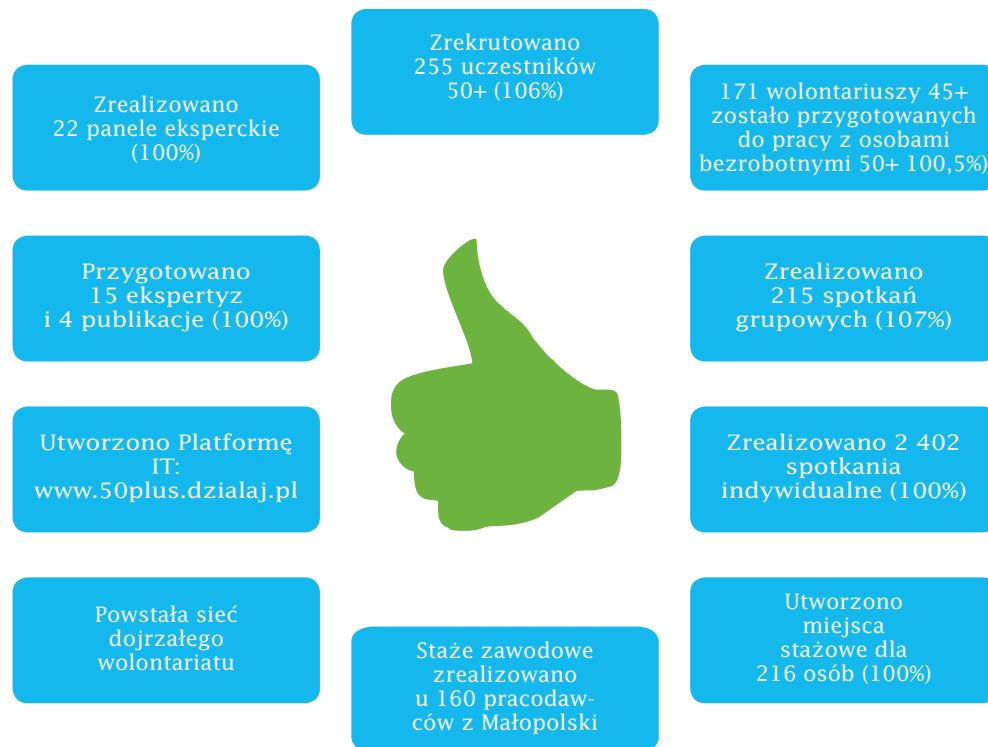 Zrekrutowano
255 uczestników
50+ (106%)
Zrealizowano
22 panele eksperckie
(100%)
171 wolontariuszy 45+
zostało przygotowanych
do pracy z osobami
bezrobotnymi 50+ 100,5%)
Przygotowano
15 ekspertyz
i 4 publikacje (100%)
Zrealizowano
215 spotkań
grupowych (107%)
Utworzono Platformę
IT:
www.50plus.dzialaj.pl
Zrealizowano 2 402
spotkania
indywidualne (100%)
Powstała sieć
dojrzałego
wolontariatu
Staże zawodowe
zrealizowano
u 160 pracodaw-
ców z Małopolski
Utworzono
miejsca
stażowe dla
216 osób (100%)